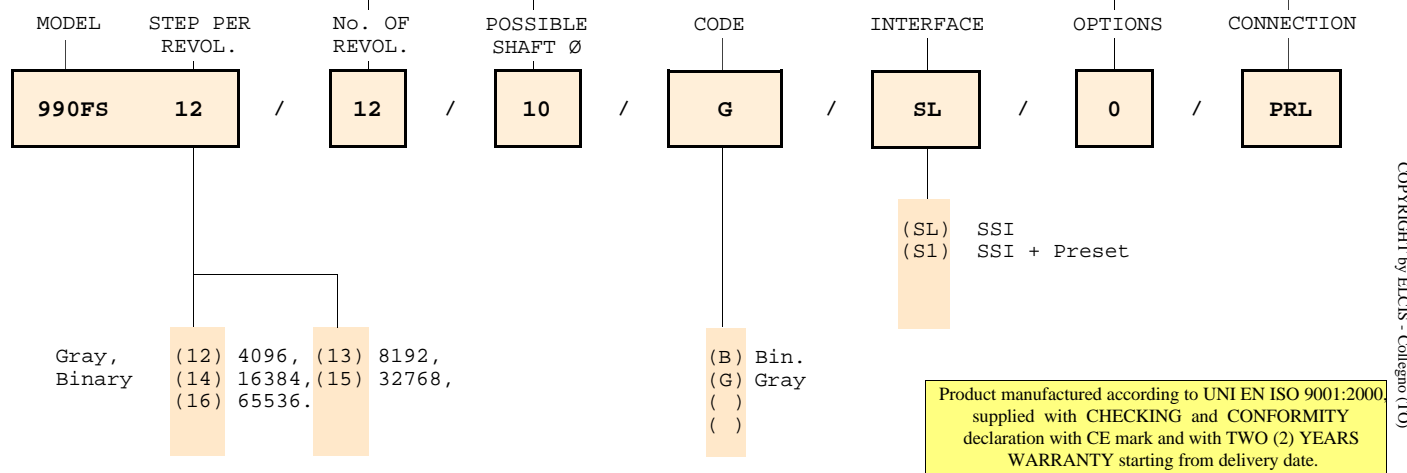 MODEL STEP PER No. OF POSSIBLE CODE INTERFACE OPTIONS CONNECTION
REVOL. REVOL. SHAFT Ø
990FS 12 / 12 / 10 / G / SL / 0 / PRL
(SL) SSI
(S1) SSI + Preset
Gray, (12) 4096, (13) 8192,
Binary (14) 16384,(15) 32768,
(16) 65536.
(B) Bin.
(G) Gray
( )
( )
Product manufactured according to UNI EN ISO 9001:2000,
supplied with CHECKING and CONFORMITY
declaration with CE mark and with TWO (2) YEARS
WARRANTY starting from delivery date.
COPYRIGHT by ELCIS - Collegno (TO)